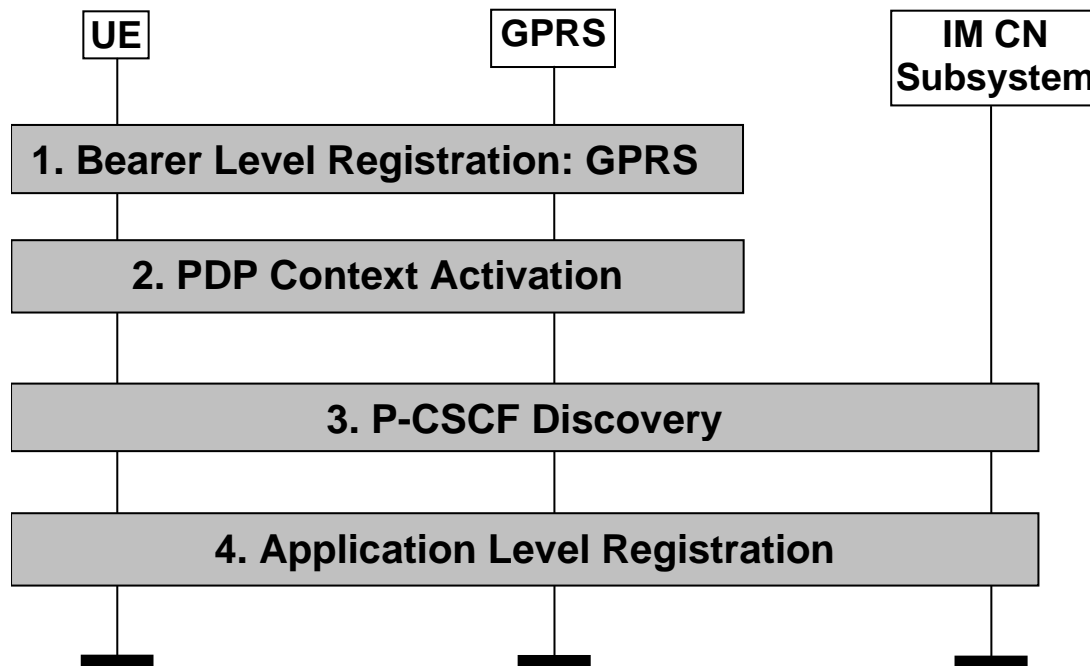 UE
GPRS
IM CN
Subsystem
1. Bearer Level Registration: GPRS
2. PDP Context Activation
3. P-CSCF Discovery
4. Application Level Registration